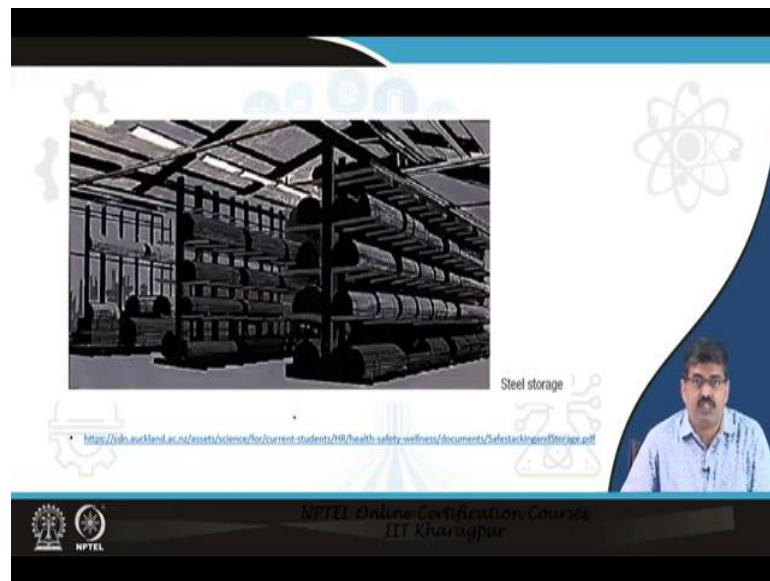 Steel storage
https://cdn.auckland.ac.nz/assets/science/for/current-students/HR/health-safety-wellness/documents/SafestackingandStorage.pdf
NPTEL Online Certification Courses
IIT Kharagpur
NPTEL